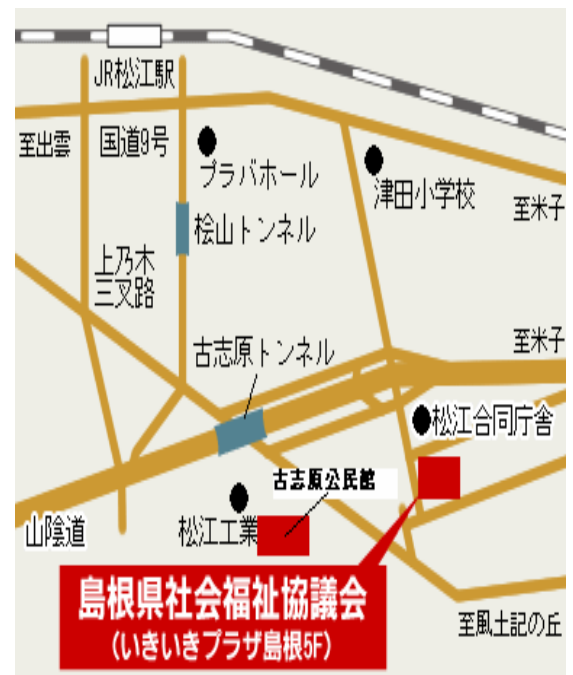 JR松江駅
至出雲
国道9号
プラバホール
津田小学校
至米子
桧山トンネル
上乃木
三叉路
至米子
古志原トンネル
松江合同庁舎
古志原公民館
山陰道
松江工業
島根県社会福祉協議会
(いきいきプラザ島根5F)
至風土記の丘